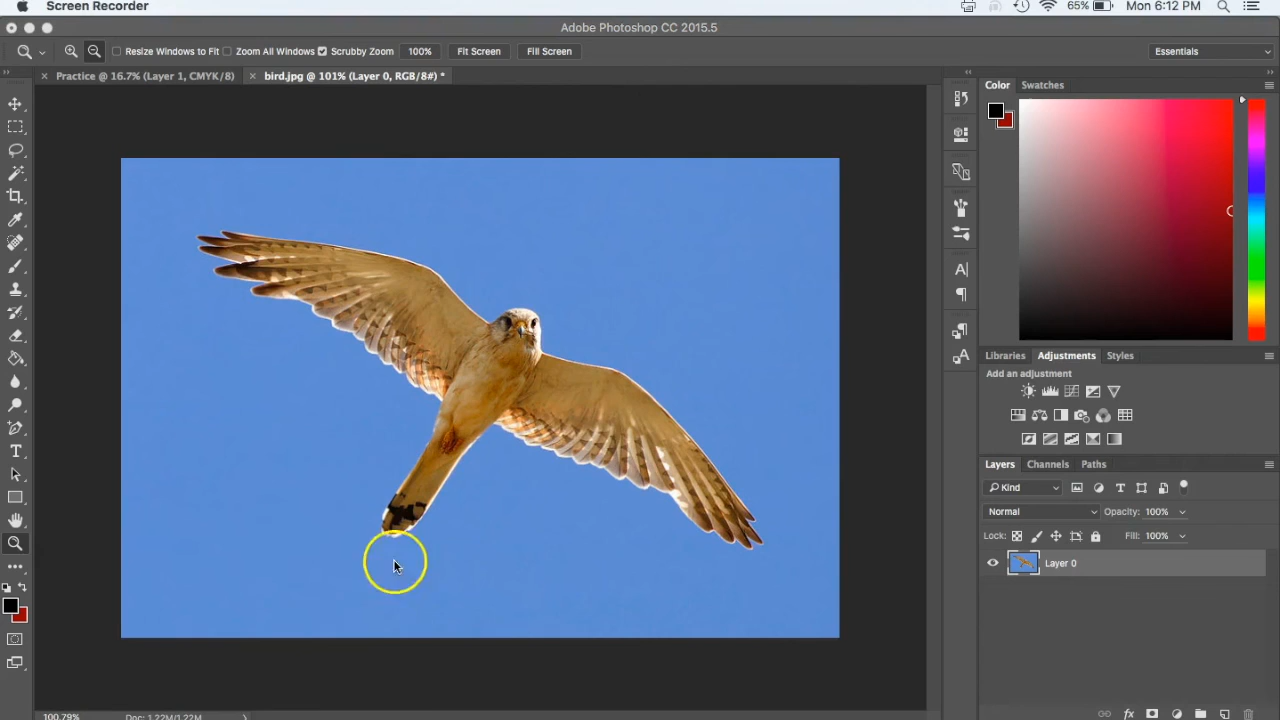 Screen Recorder 65% Mon 6:12 PM
Adobe Photoshop CC 2015.5
Resize Windows to Fit Zoom All Windows Scrubby Zoom 100% Fit Screen Fill Screen Essentials
Practice @ 16.7% (Layer 1, CMYK/8) bird.jpg @ 101% (Layer 0, RGB/8#) *
Color Swatches
Libraries Adjustments Styles
Add an adjustment
Layers Channels Paths
Kind
Normal Opacity: 100%
Lock: Fill: 100%
Layer 0
100.79% Doc: 1.22M/1.22M